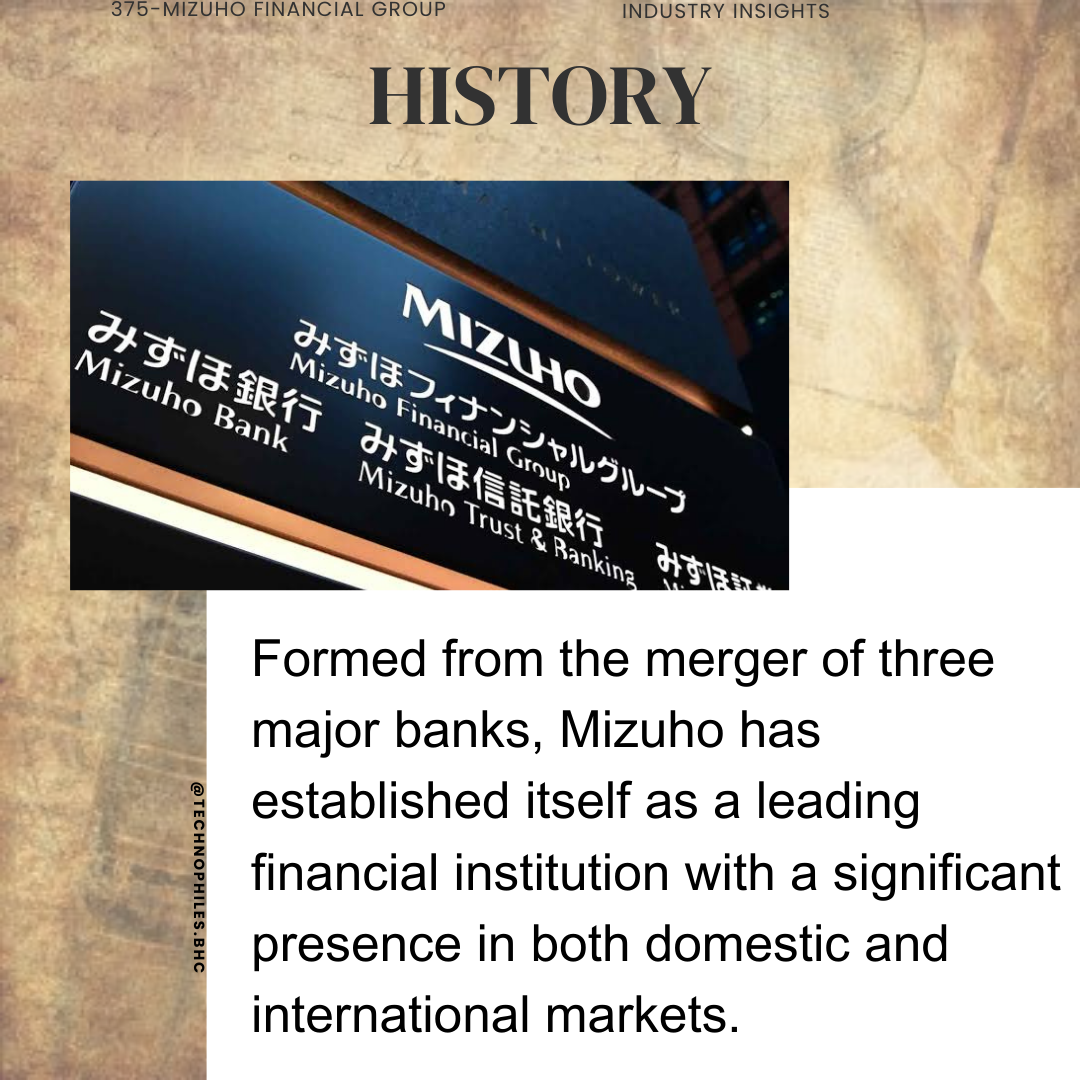 375-MIZUHO FINANCIAL GROUP
INDUSTRY INSIGHTS
HISTORY
MIZUHO
みずほフィナンシャルグループ
Mizuho Financial Group
みずほ銀行
Mizuho Bank
みずほ信託銀行
Mizuho Trust & Banking
みずほ証
Formed from the merger of three
major banks, Mizuho has
established itself as a leading
financial institution with a significant
presence in both domestic and
international markets.
@TECHNOPHILES.BHC